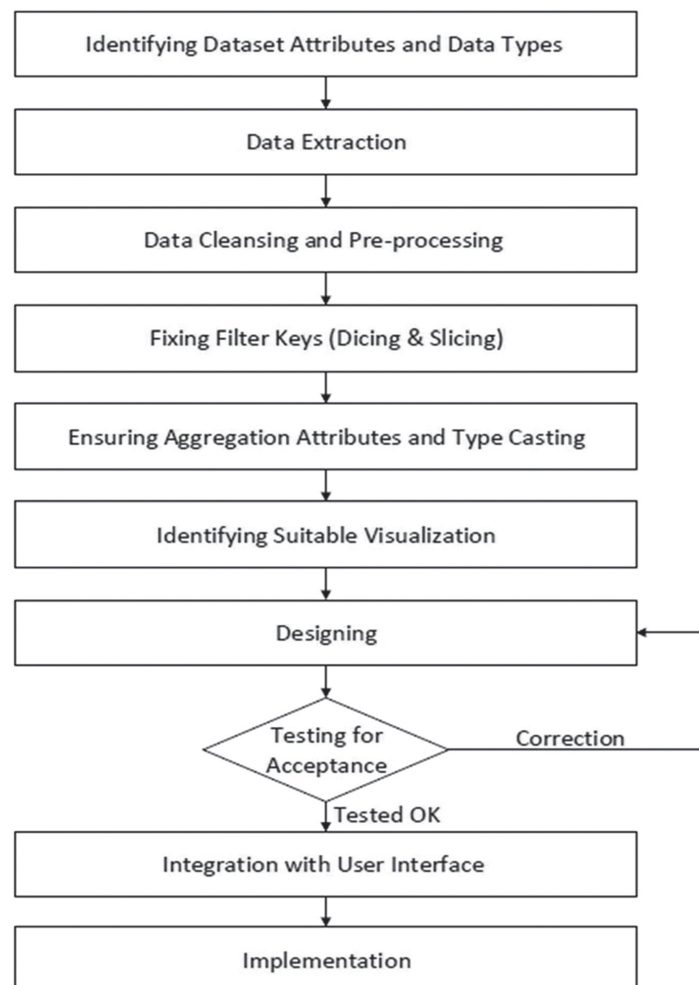 Identifying Dataset Attributes and Data Types
Data Extraction
Data Cleansing and Pre-processing
Fixing Filter Keys (Dicing & Slicing)
Ensuring Aggregation Attributes and Type Casting
Identifying Suitable Visualization
Designing
Testing for
Acceptance
Correction
Tested OK
Integration with User Interface
Implementation